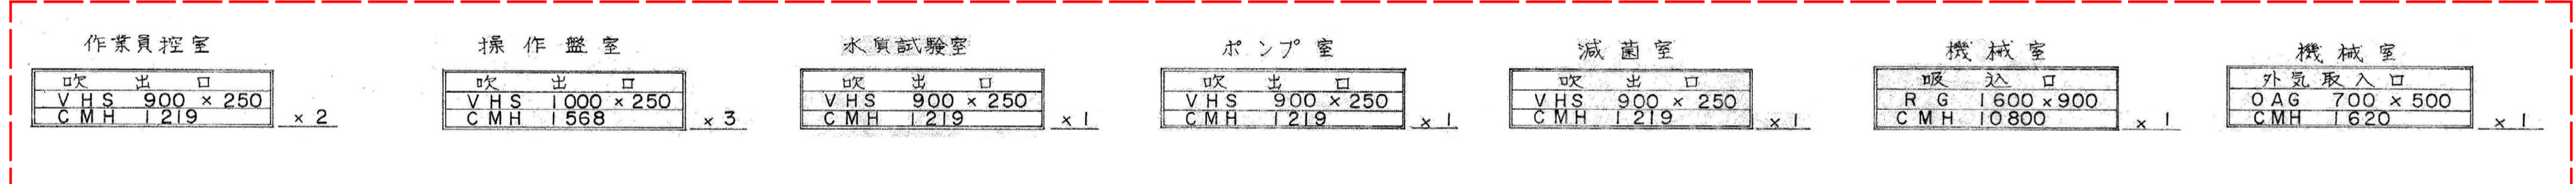 作業員控室
吹出口
VHS 900×250
CMH 1219
×2
操作盤室
吹出口
VHS 1000×250
CMH 1568
×3
水質試験室
吹出口
VHS 900×250
CMH 1219
×1
ポンプ室
吹出口
VHS 900×250
CMH 1219
×1
滅菌室
吹出口
VHS 900×250
CMH 1219
×1
機械室
吸込口
RG 1600×900
CMH 10800
×1
機械室
外気取入口
OAG 700×500
CMH 1620
×1